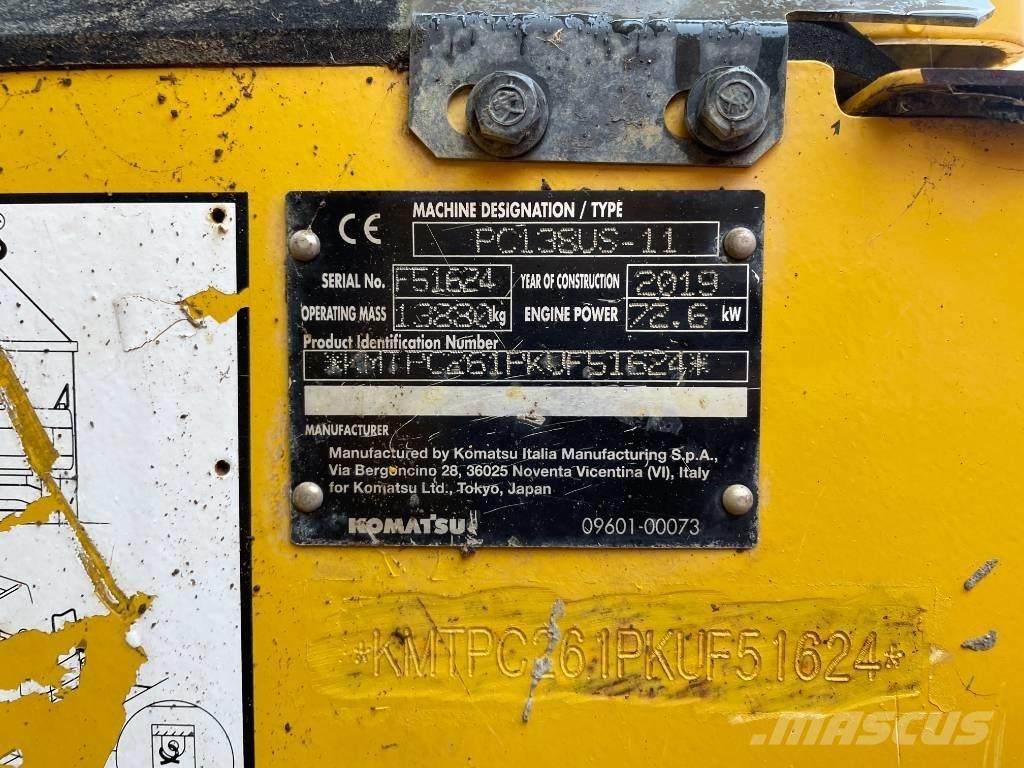 CE MACHINE DESIGNATION / TYPE
PC138US-11
SERIAL No. F51624 YEAR OF CONSTRUCTION 2019
OPERATING MASS 13830 kg ENGINE POWER 72.6 kW
Product Identification Number
*KMTPC261PKUF51624*
MANUFACTURER
Manufactured by Komatsu Italia Manufacturing S.p.A.,
Via Bergoncino 28, 36025 Noventa Vicentina (VI), Italy
for Komatsu Ltd., Tokyo, Japan
KOMATSU 09601-00073
*KMTPC261PKUF51624*
MASCUS